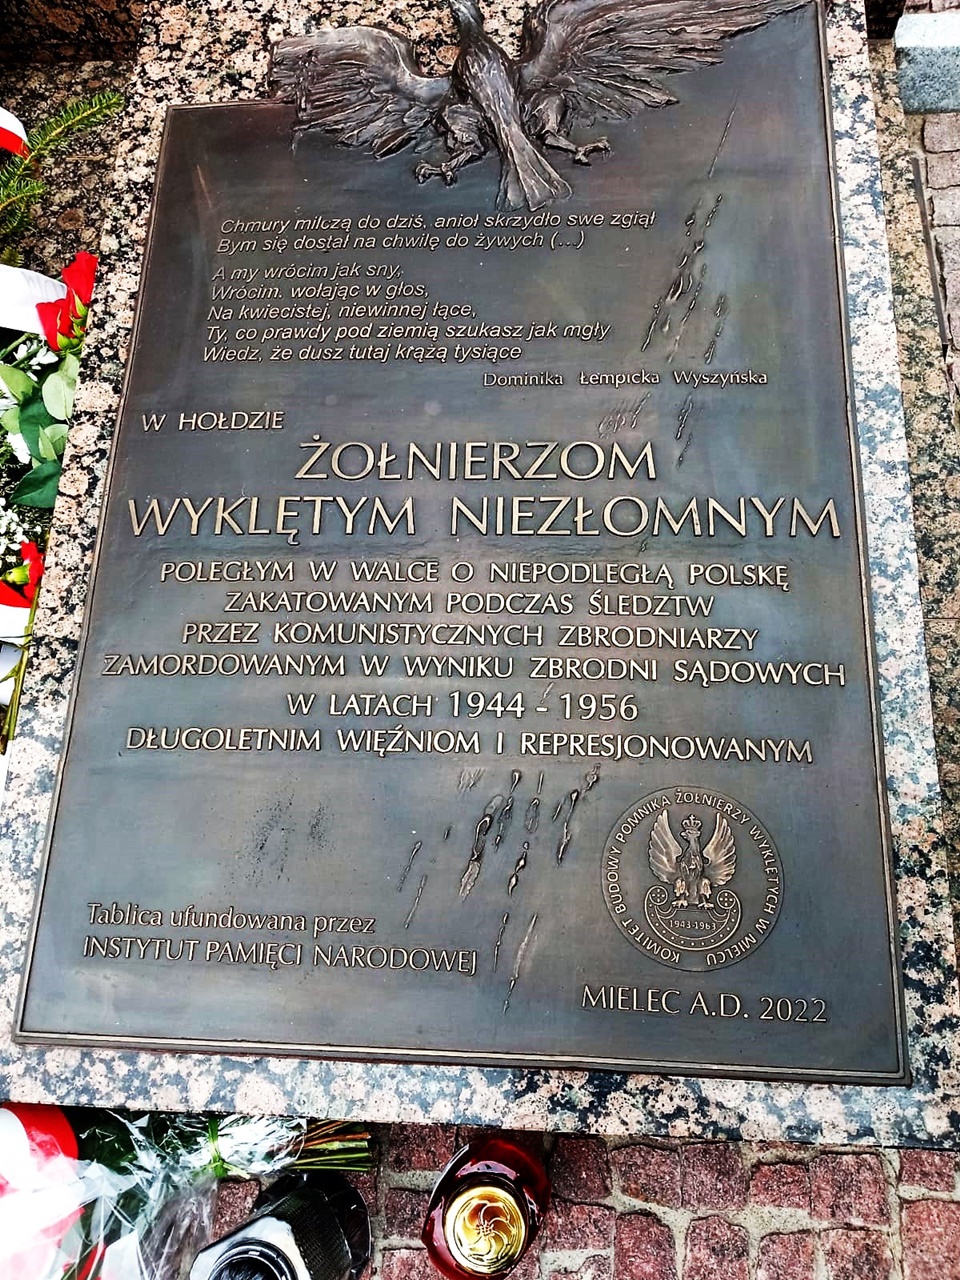 Chmury milczą do dziś, anioł skrzydło swe zgiął
Bym się dostał na chwilę do żywych (...)
A my wrócim jak sny,
Wrócim. wołając w głos,
Na kwiecistej, niewinnej łące,
Ty, co prawdy pod ziemią szukasz jak mgły
Wiedz, że dusz tutaj krążą tysiące
Dominika Łempicka Wyszyńska
W HOŁDZIE
ŻOŁNIERZOM
WYKLĘTYM NIEZŁOMNYM
POLEGŁYM W WALCE O NIEPODLEGŁĄ POLSKĘ
ZAKATOWANYM PODCZAS ŚLEDZTW
PRZEZ KOMUNISTYCZNYCH ZBRODNIARZY
ZAMORDOWANYM W WYNIKU ZBRODNI SĄDOWYCH
W LATACH 1944 - 1956
DŁUGOLETNIM WIĘŹNIOM I REPRESJONOWANYM
KOMITET BUDOWY POMNIKA ŻOŁNIERZY WYKLĘTYCH W MIELCU
1943-1963
Tablica ufundowana przez
INSTYTUT PAMIĘCI NARODOWEJ
MIELEC A.D. 2022